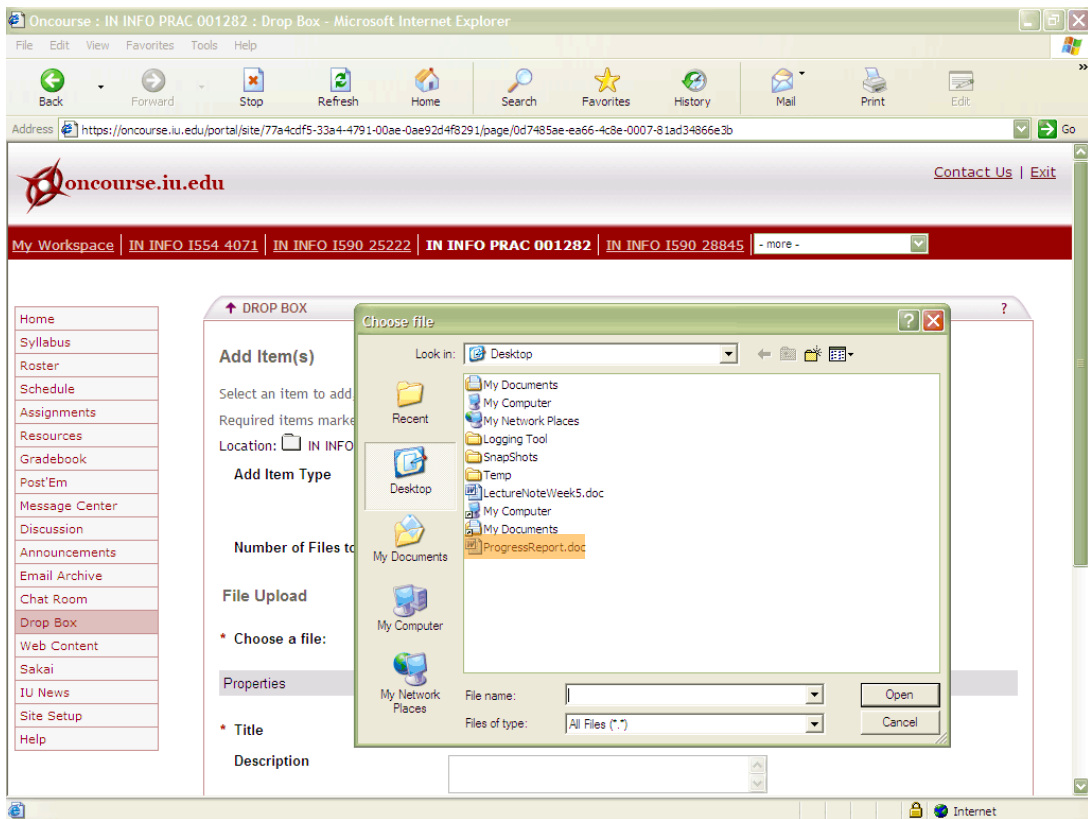 Oncourse : IN INFO PRAC 001282 : Drop Box - Microsoft Internet Explorer
File Edit View Favorites Tools Help
Back Forward Stop Refresh Home Search Favorites History Mail Print Edit
Address https://oncourse.iu.edu/portal/site/77a4cdf5-33a4-4791-00ae-0ae92d4f8291/page/0d7485ae-ea66-4c8e-0007-81ad34866e3b Go
oncourse.iu.edu
Contact Us | Exit
My Workspace | IN INFO I554 4071 | IN INFO I590 25222 | IN INFO PRAC 001282 | IN INFO I590 28845 | - more -
Home
Syllabus
Roster
Schedule
Assignments
Resources
Gradebook
Post'Em
Message Center
Discussion
Announcements
Email Archive
Chat Room
Drop Box
Web Content
Sakai
IU News
Site Setup
Help
DROP BOX ?
Add Item(s)
Select an item to add
Required items marke
Location: IN INFO
Add Item Type
Number of Files to
File Upload
* Choose a file:
Properties
* Title
Description
Choose file
Look in: Desktop
Recent
Desktop
My Documents
My Computer
My Network Places
My Documents
My Computer
My Network Places
Logging Tool
SnapShots
Temp
LectureNoteWeek5.doc
My Computer
My Documents
ProgressReport.doc
File name: Open
Files of type: All Files (*.*) Cancel
Internet